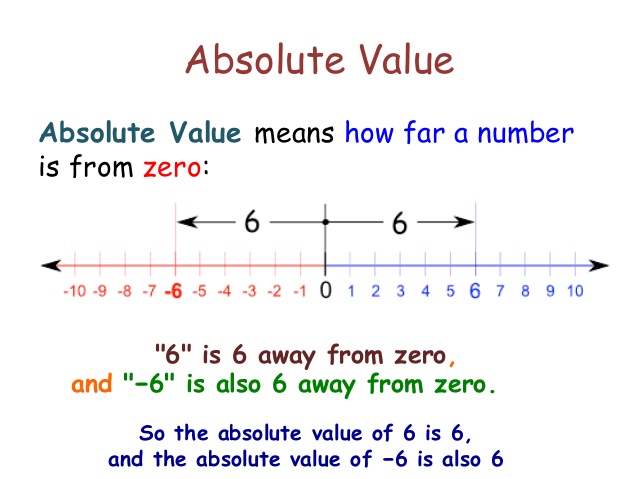 Absolute Value
Absolute Value means how far a number
is from zero:
6 6
-10 -9 -8 -7 -6 -5 -4 -3 -2 -1 0 1 2 3 4 5 6 7 8 9 10
"6" is 6 away from zero,
and "−6" is also 6 away from zero.
So the absolute value of 6 is 6,
and the absolute value of −6 is also 6